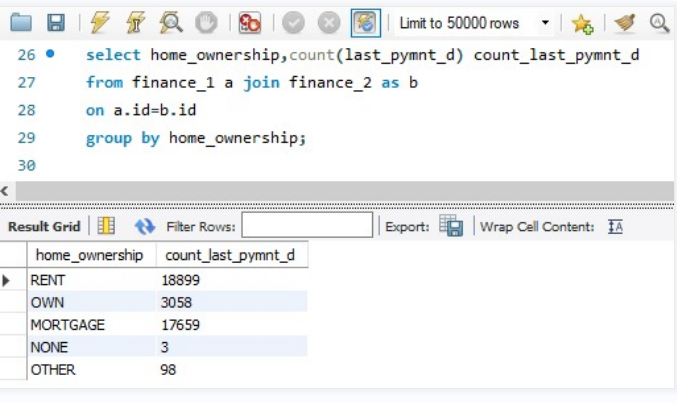 Limit to 50000 rows
26 select home_ownership,count(last_pymnt_d) count_last_pymnt_d
27 from finance_1 a join finance_2 as b
28 on a.id=b.id
29 group by home_ownership;
30
Result Grid Filter Rows: Export: Wrap Cell Content: IA
home_ownership count_last_pymnt_d
RENT 18899
OWN 3058
MORTGAGE 17659
NONE 3
OTHER 98